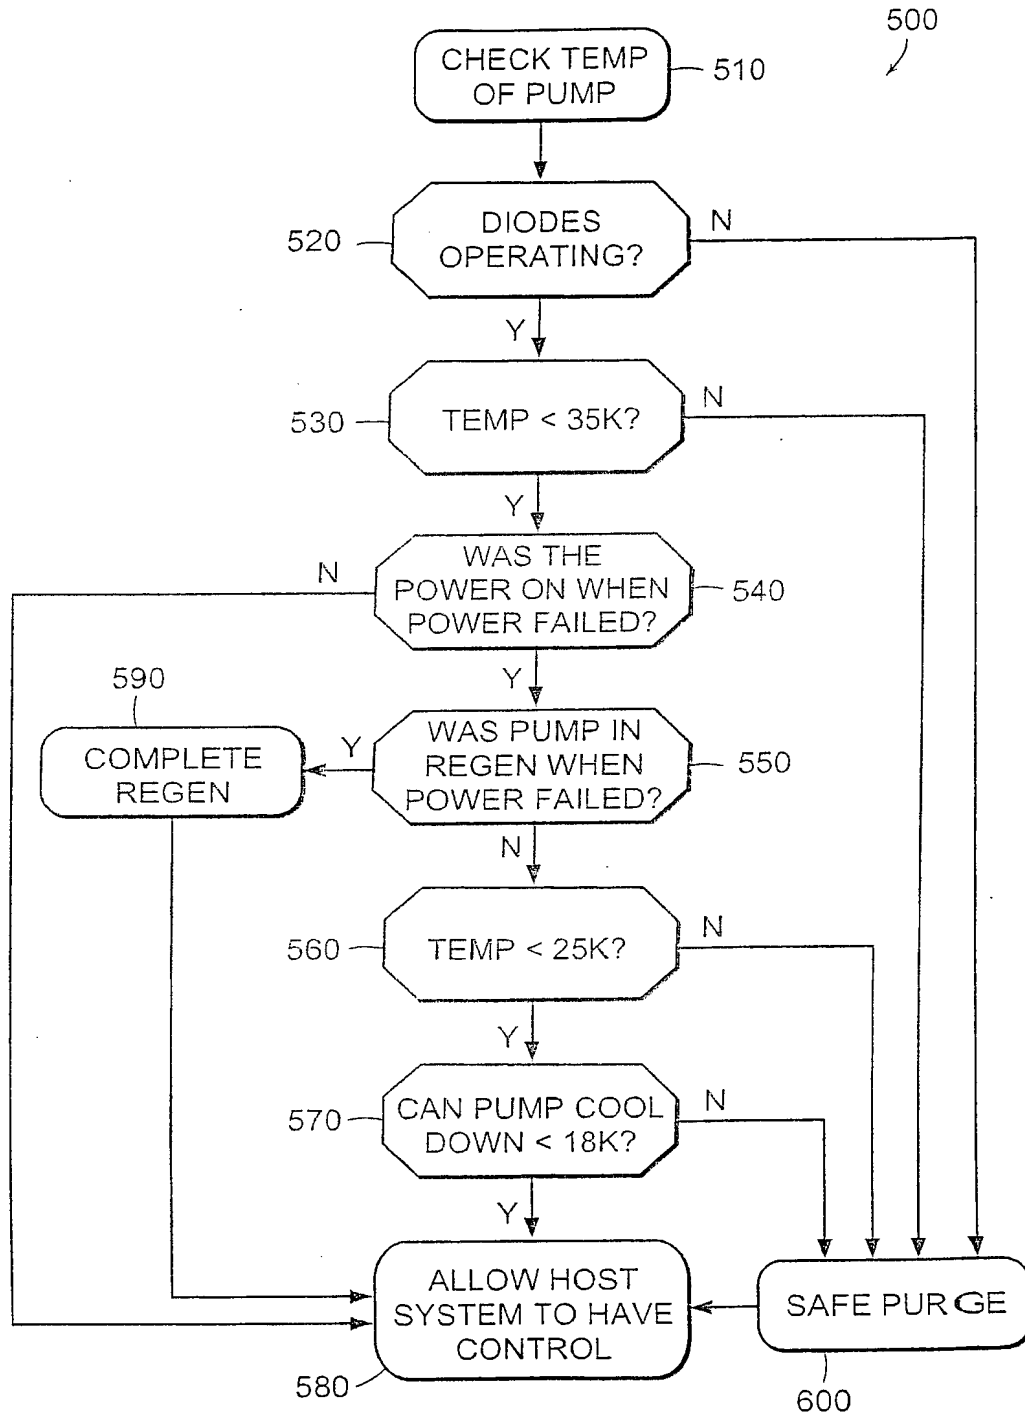 500
CHECK TEMP
OF PUMP
510
DIODES
OPERATING?
520
N
Y
TEMP < 35K?
530
N
Y
WAS THE
POWER ON WHEN
POWER FAILED?
540
N
Y
590
COMPLETE
REGEN
Y
WAS PUMP IN
REGEN WHEN
POWER FAILED?
550
N
TEMP < 25K?
560
N
Y
CAN PUMP COOL
DOWN < 18K?
570
N
Y
ALLOW HOST
SYSTEM TO HAVE
CONTROL
580
SAFE PURGE
600